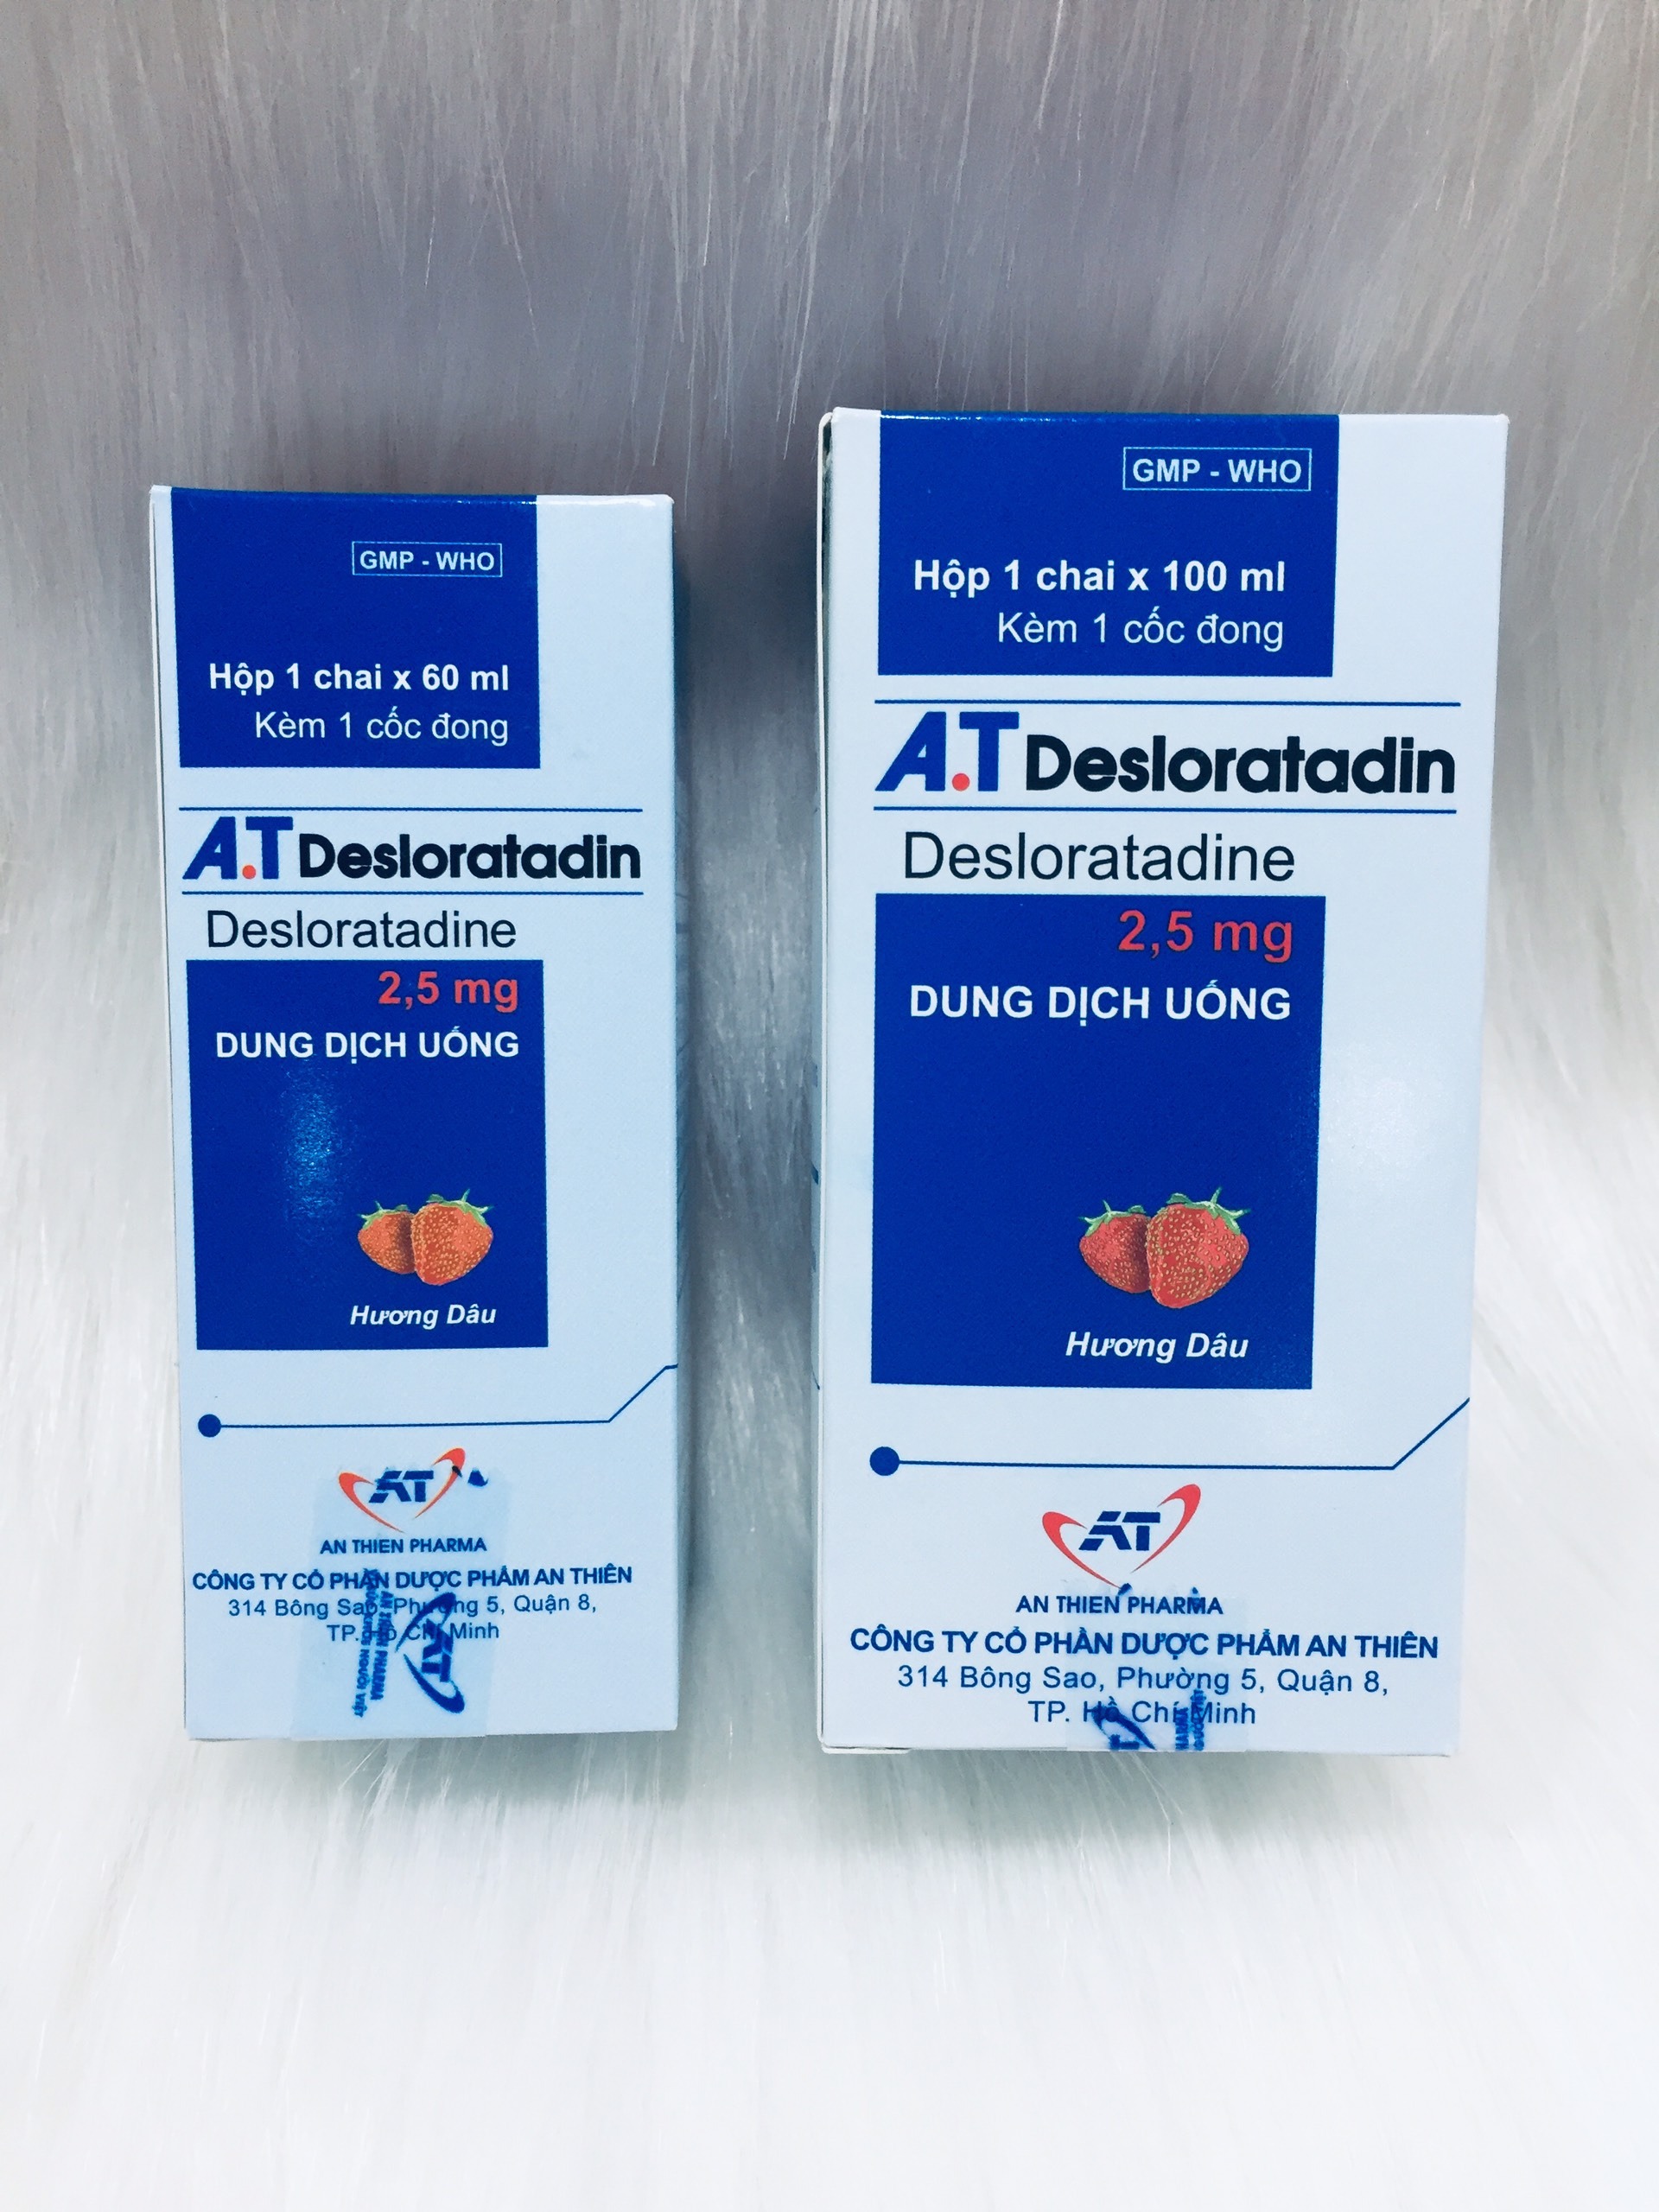 GMP - WHO
Hộp 1 chai x 60 ml
Kèm 1 cốc đong
A.T Desloratadin
Desloratadine
2,5 mg
DUNG DỊCH UỐNG
Hương Dâu
AT
AN THIEN PHARMA
CÔNG TY CỔ PHẦN DƯỢC PHẨM AN THIÊN
314 Bông Sao, Phường 5, Quận 8,
TP. Hồ Chí Minh
AN THIEN PHARMA
AT
GMP - WHO
Hộp 1 chai x 100 ml
Kèm 1 cốc đong
A.T Desloratadin
Desloratadine
2,5 mg
DUNG DỊCH UỐNG
Hương Dâu
AT
AN THIEN PHARMA
CÔNG TY CỔ PHẦN DƯỢC PHẨM AN THIÊN
314 Bông Sao, Phường 5, Quận 8,
TP. Hồ Chí Minh